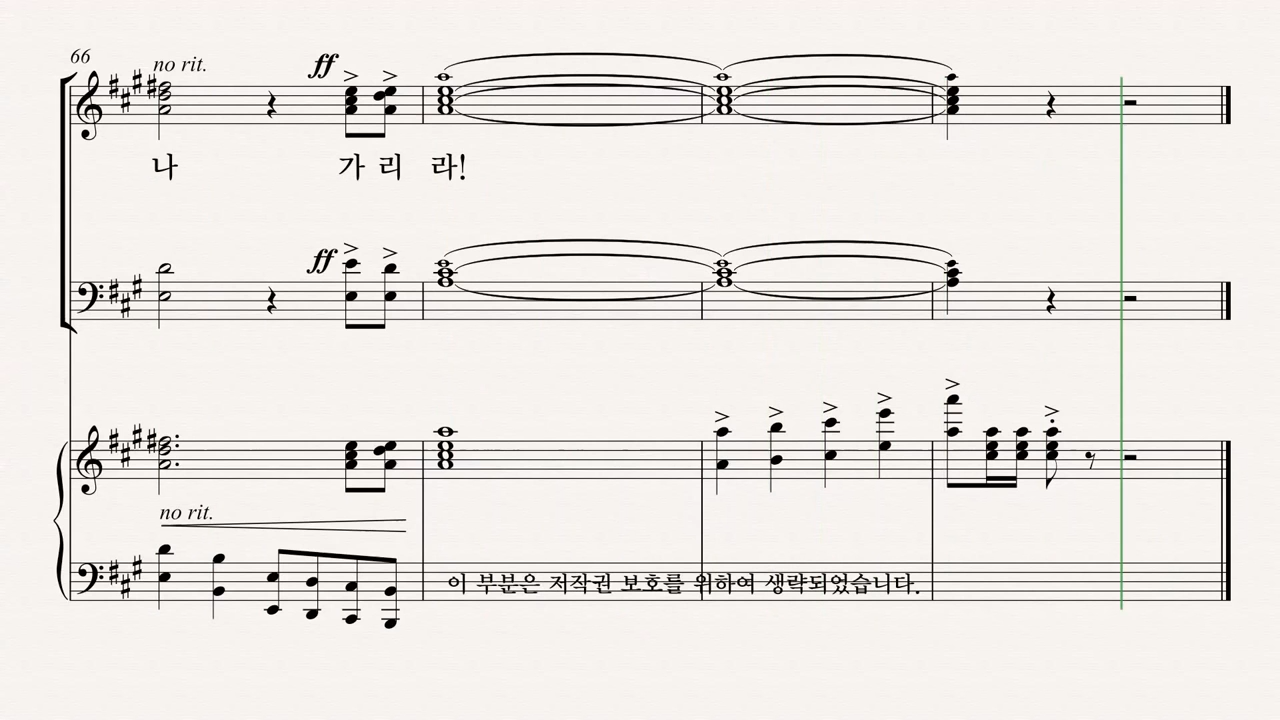 66
no rit.
ff
나 가 리 라!
ff
no rit.
이 부분은 저작권 보호를 위하여 생략되었습니다.